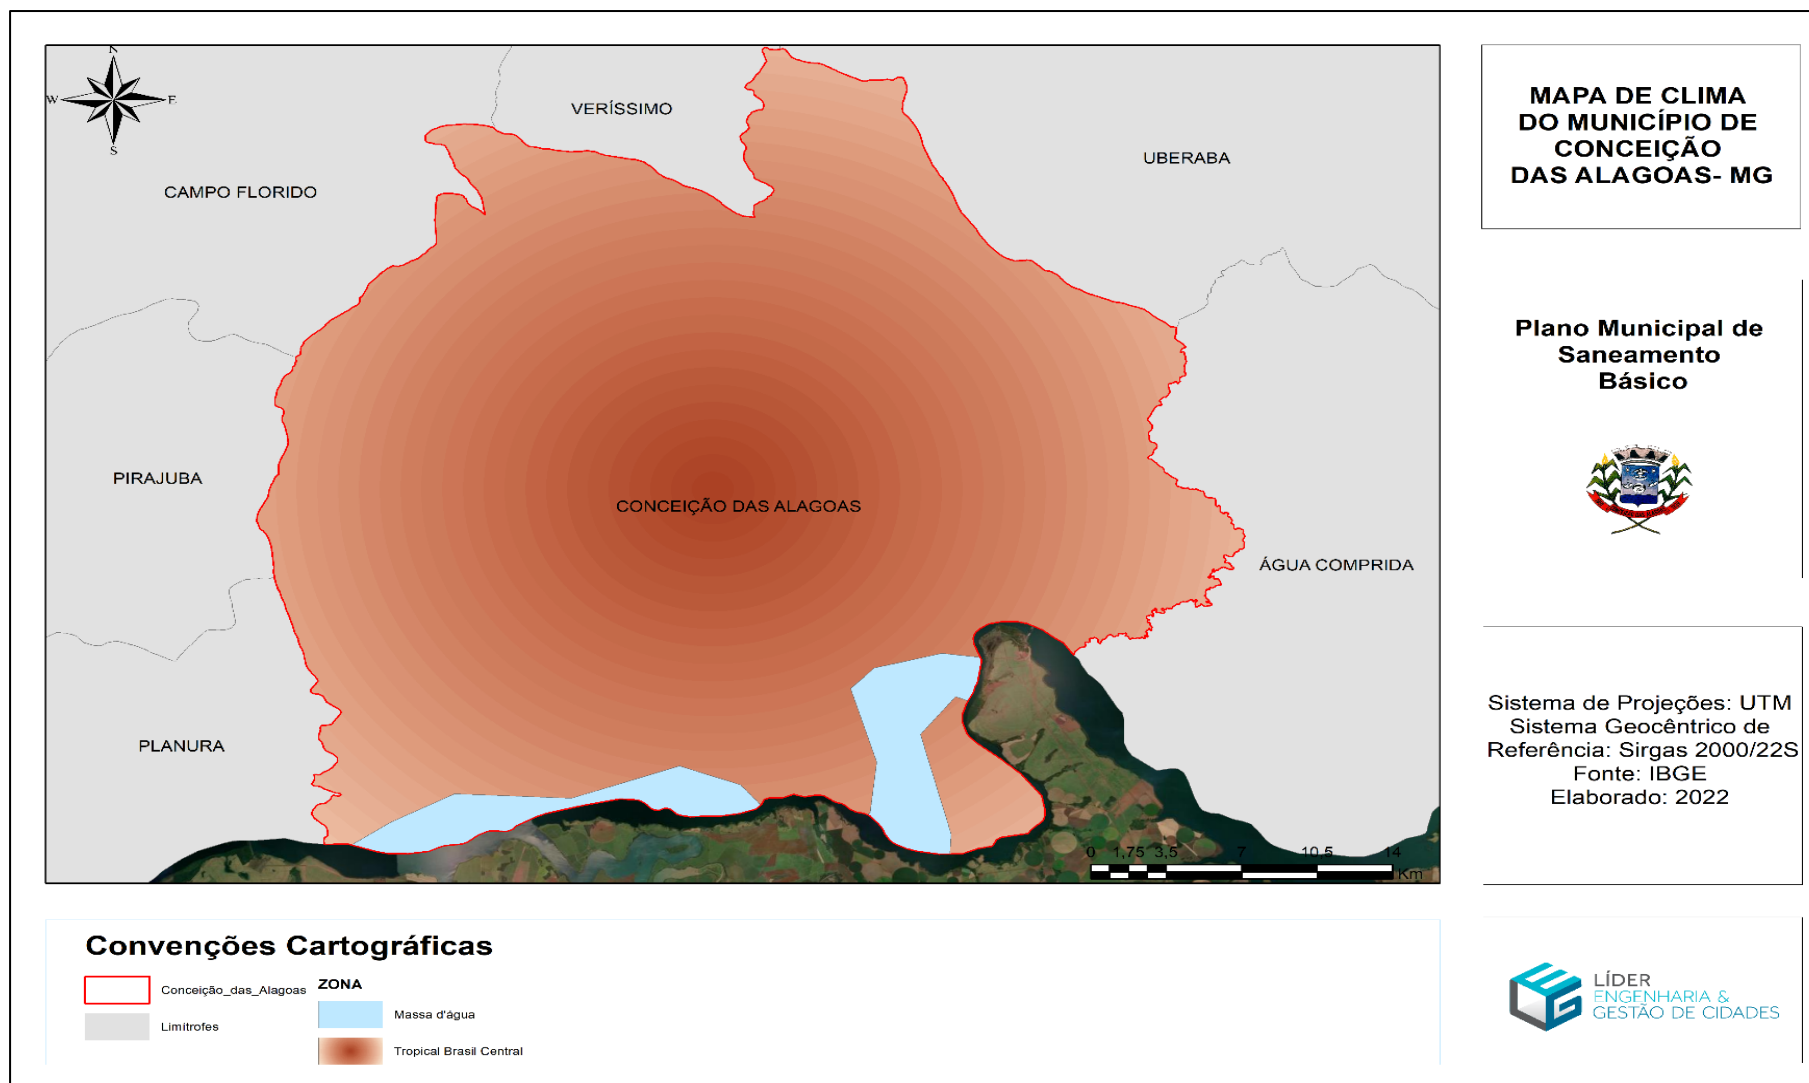 N
W
E
S
VERÍSSIMO
UBERABA
CAMPO FLORIDO
PIRAJUBA
CONCEIÇÃO DAS ALAGOAS
ÁGUA COMPRIDA
PLANURA
0 1,75 3,5 7 10,5 14
Km
MAPA DE CLIMA
DO MUNICÍPIO DE
CONCEIÇÃO
DAS ALAGOAS- MG
Plano Municipal de
Saneamento
Básico
Sistema de Projeções: UTM
Sistema Geocêntrico de
Referência: Sirgas 2000/22S
Fonte: IBGE
Elaborado: 2022
Convenções Cartográficas
Conceição_das_Alagoas
Limítrofes
ZONA
Massa d'água
Tropical Brasil Central
LÍDER
ENGENHARIA &
GESTÃO DE CIDADES